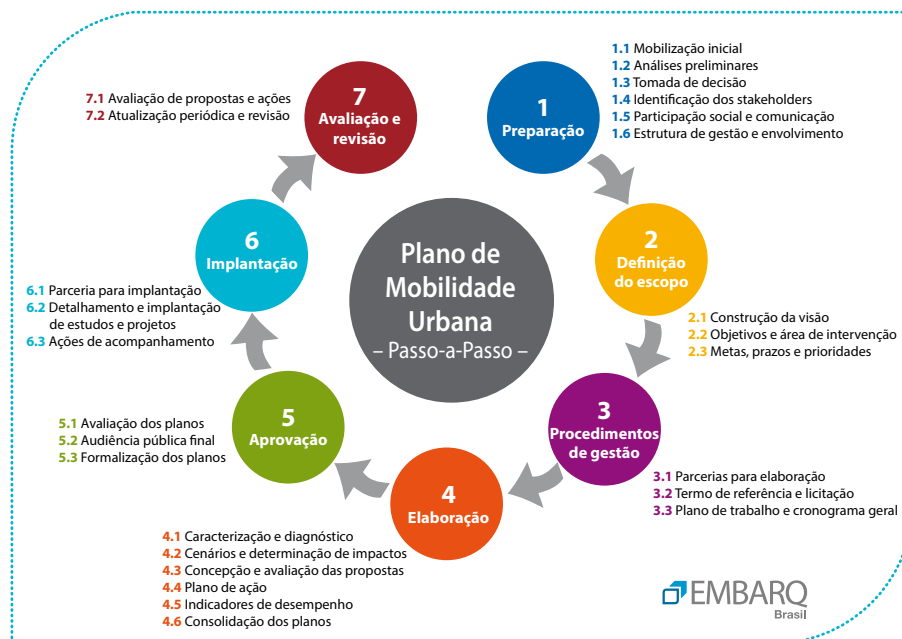 Plano de
Mobilidade
Urbana
– Passo-a-Passo –
1
Preparação
1.1 Mobilização inicial
1.2 Análises preliminares
1.3 Tomada de decisão
1.4 Identificação dos stakeholders
1.5 Participação social e comunicação
1.6 Estrutura de gestão e envolvimento
2
Definição
do escopo
2.1 Construção da visão
2.2 Objetivos e área de intervenção
2.3 Metas, prazos e prioridades
3
Procedimentos
de gestão
3.1 Parcerias para elaboração
3.2 Termo de referência e licitação
3.3 Plano de trabalho e cronograma geral
4
Elaboração
4.1 Caracterização e diagnóstico
4.2 Cenários e determinação de impactos
4.3 Concepção e avaliação das propostas
4.4 Plano de ação
4.5 Indicadores de desempenho
4.6 Consolidação dos planos
5
Aprovação
5.1 Avaliação dos planos
5.2 Audiência pública final
5.3 Formalização dos planos
6
Implantação
6.1 Parceria para implantação
6.2 Detalhamento e implantação
de estudos e projetos
6.3 Ações de acompanhamento
7
Avaliação e
revisão
7.1 Avaliação de propostas e ações
7.2 Atualização periódica e revisão
EMBARQ
Brasil